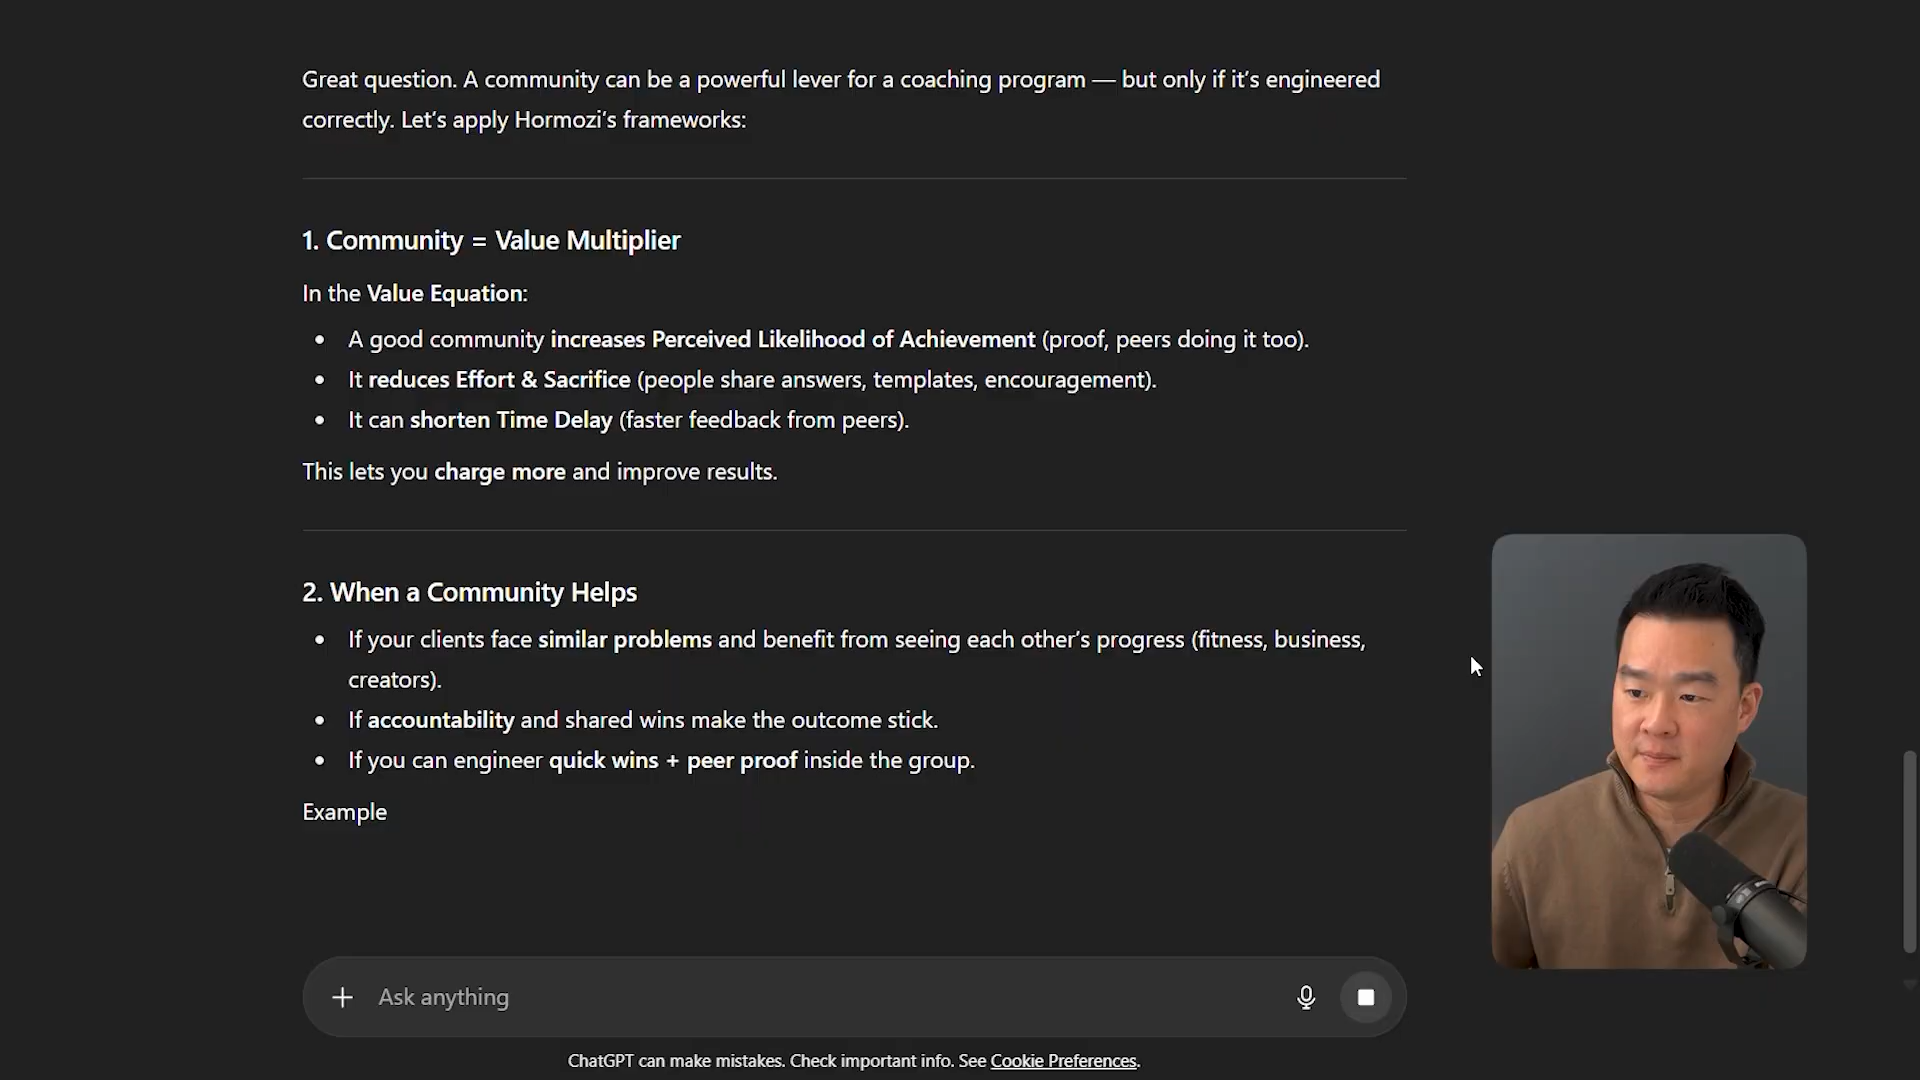 Great question. A community can be a powerful lever for a coaching program — but only if it’s engineered
correctly. Let’s apply Hormozi’s frameworks:
1. Community = Value Multiplier
In the Value Equation:
• A good community increases Perceived Likelihood of Achievement (proof, peers doing it too).
• It reduces Effort & Sacrifice (people share answers, templates, encouragement).
• It can shorten Time Delay (faster feedback from peers).
This lets you charge more and improve results.
2. When a Community Helps
• If your clients face similar problems and benefit from seeing each other’s progress (fitness, business,
creators).
• If accountability and shared wins make the outcome stick.
• If you can engineer quick wins + peer proof inside the group.
Example
Ask anything
ChatGPT can make mistakes. Check important info. See Cookie Preferences.